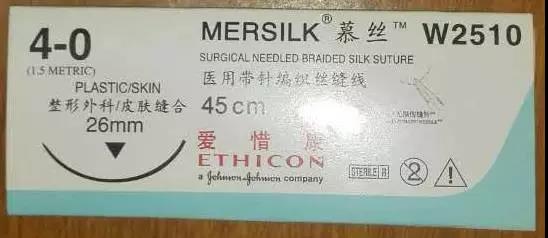 4-0
(1.5 METRIC)
PLASTIC/SKIN
整形外科/皮肤缝合
26mm
MERSILK® 慕丝™ W2510
SURGICAL NEEDLED BRAIDED SILK SUTURE
医用带针编织丝缝线
45cm
爱惜康
ETHICON
a Johnson & Johnson company
STERILE R
2
!